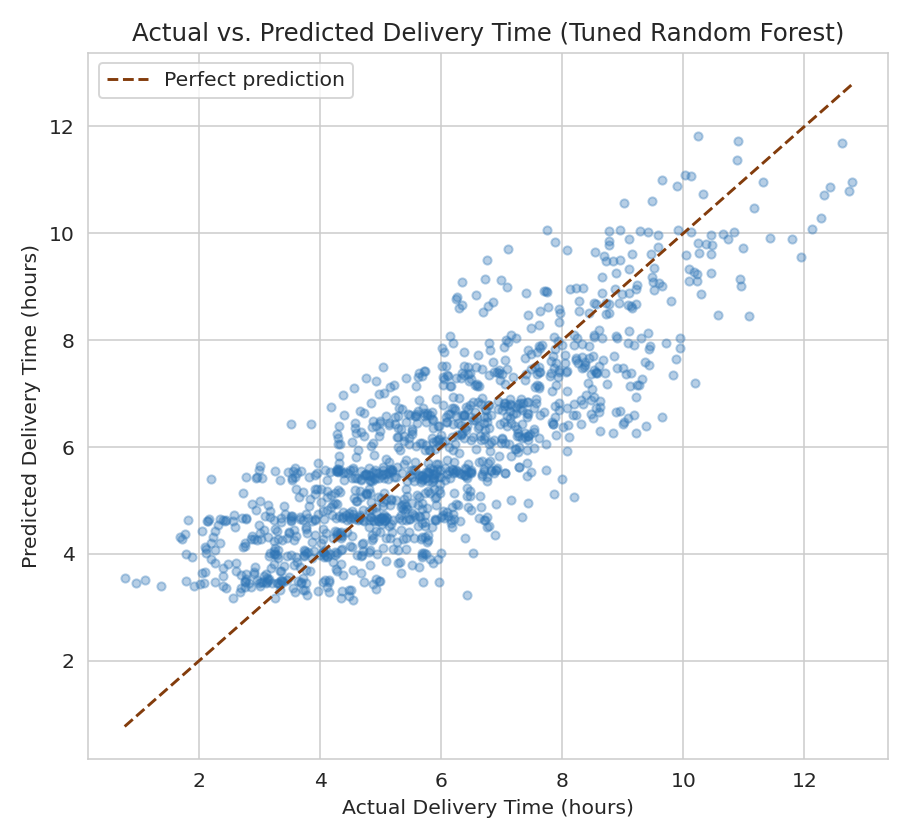 Actual vs. Predicted Delivery Time (Tuned Random Forest)
Perfect prediction
12
10
8
6
4
2
Predicted Delivery Time (hours)
2 4 6 8 10 12
Actual Delivery Time (hours)